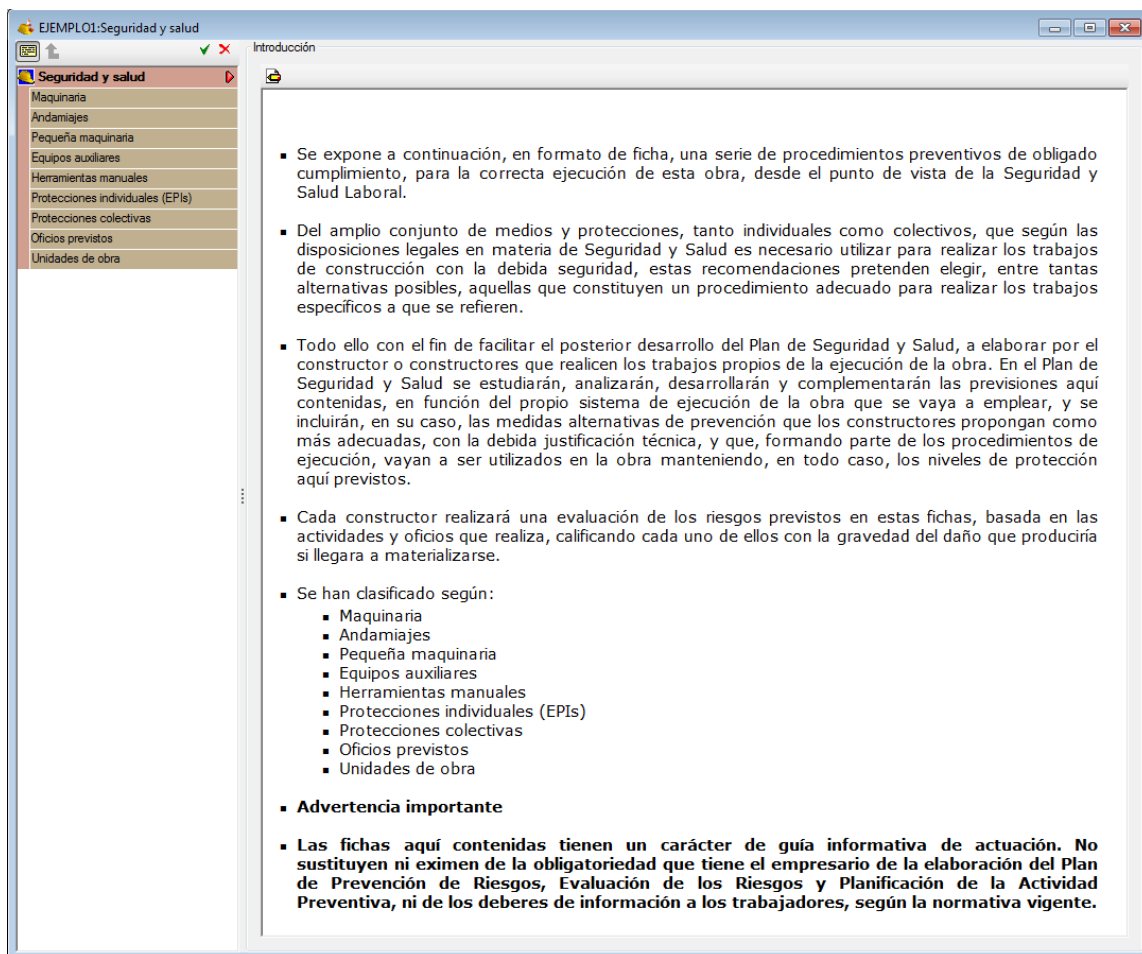 EJEMPLO1:Seguridad y salud
Seguridad y salud
Maquinaria
Andamiajes
Pequeña maquinaria
Equipos auxiliares
Herramientas manuales
Protecciones individuales (EPIs)
Protecciones colectivas
Oficios previstos
Unidades de obra
Introducción
Se expone a continuación, en formato de ficha, una serie de procedimientos preventivos de obligado
cumplimiento, para la correcta ejecución de esta obra, desde el punto de vista de la Seguridad y
Salud Laboral.
Del amplio conjunto de medios y protecciones, tanto individuales como colectivos, que según las
disposiciones legales en materia de Seguridad y Salud es necesario utilizar para realizar los trabajos
de construcción con la debida seguridad, estas recomendaciones pretenden elegir, entre tantas
alternativas posibles, aquellas que constituyen un procedimiento adecuado para realizar los trabajos
específicos a que se refieren.
Todo ello con el fin de facilitar el posterior desarrollo del Plan de Seguridad y Salud, a elaborar por el
constructor o constructores que realicen los trabajos propios de la ejecución de la obra. En el Plan de
Seguridad y Salud se estudiarán, analizarán, desarrollarán y complementarán las previsiones aquí
contenidas, en función del propio sistema de ejecución de la obra que se vaya a emplear, y se
incluirán, en su caso, las medidas alternativas de prevención que los constructores propongan como
más adecuadas, con la debida justificación técnica, y que, formando parte de los procedimientos de
ejecución, vayan a ser utilizados en la obra manteniendo, en todo caso, los niveles de protección
aquí previstos.
Cada constructor realizará una evaluación de los riesgos previstos en estas fichas, basada en las
actividades y oficios que realiza, calificando cada uno de ellos con la gravedad del daño que produciría
si llegara a materializarse.
Se han clasificado según:
Maquinaria
Andamiajes
Pequeña maquinaria
Equipos auxiliares
Herramientas manuales
Protecciones individuales (EPIs)
Protecciones colectivas
Oficios previstos
Unidades de obra
Advertencia importante
Las fichas aquí contenidas tienen un carácter de guía informativa de actuación. No
sustituyen ni eximen de la obligatoriedad que tiene el empresario de la elaboración del Plan
de Prevención de Riesgos, Evaluación de los Riesgos y Planificación de la Actividad
Preventiva, ni de los deberes de información a los trabajadores, según la normativa vigente.